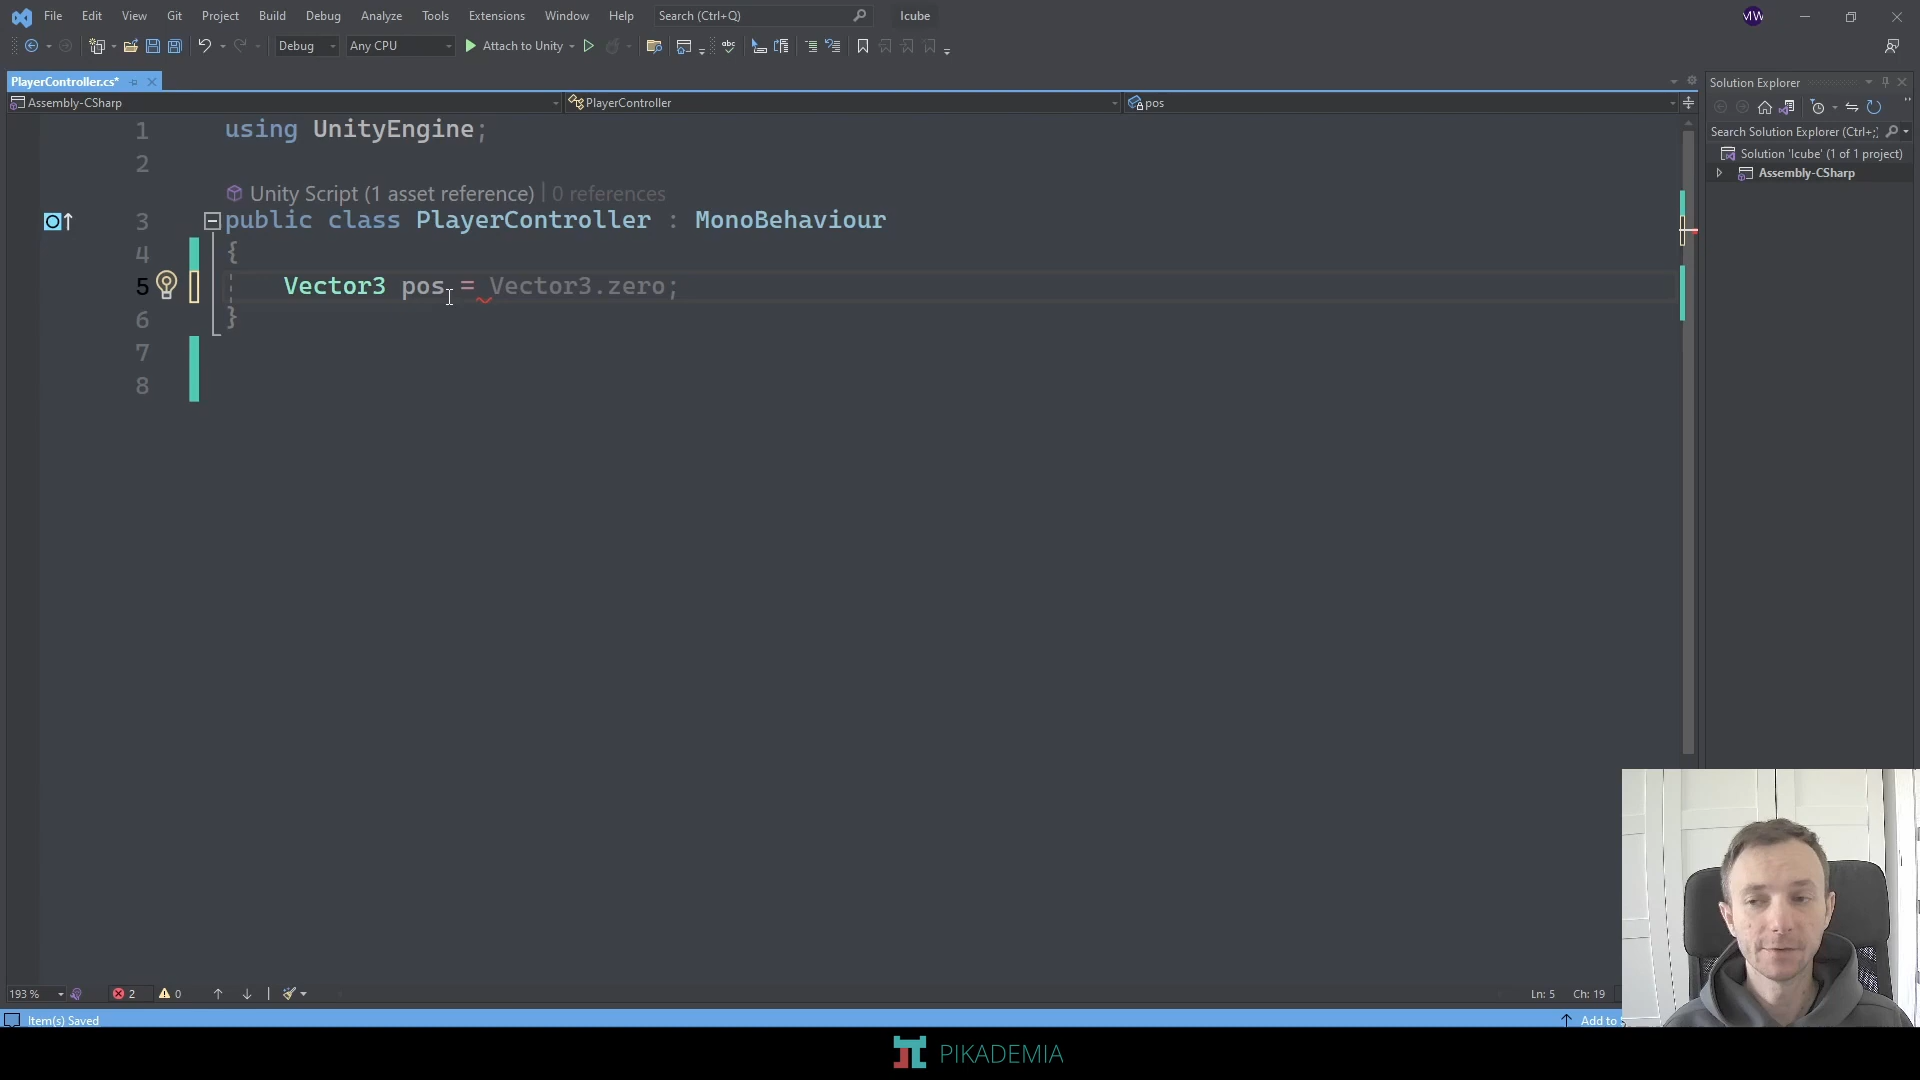 File Edit View Git Project Build Debug Analyze Tools Extensions Window Help Search (Ctrl+Q) Icube MW
Debug Any CPU Attach to Unity
PlayerController.cs*
Assembly-CSharp PlayerController pos
Solution Explorer
Search Solution Explorer (Ctrl+;)
Solution 'Icube' (1 of 1 project)
Assembly-CSharp
1 using UnityEngine;
2
Unity Script (1 asset reference) | 0 references
3 public class PlayerController : MonoBehaviour
4 {
5 Vector3 pos = Vector3.zero;
6 }
7
8
193 % 2 0 Ln: 5 Ch: 19
Item(s) Saved Add to
PIKADEMIA